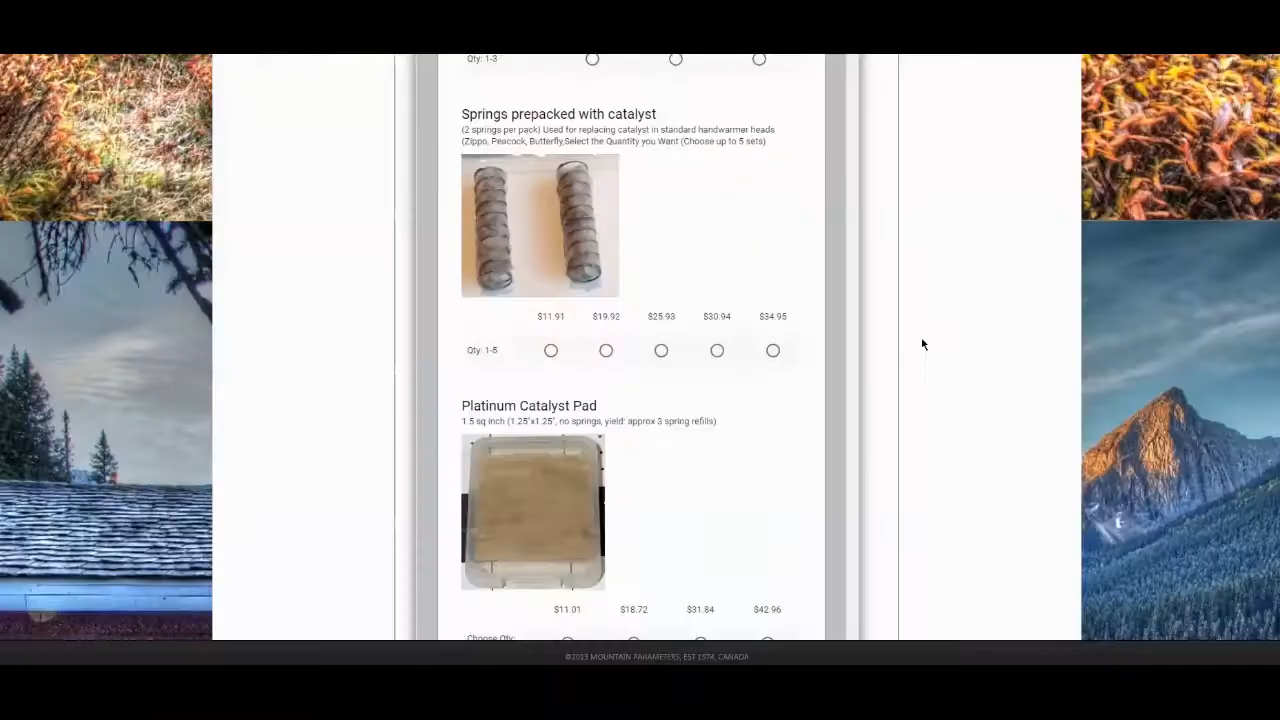 Qty: 1-3
Springs prepacked with catalyst
(2 springs per pack) Used for replacing catalyst in standard handwarmer heads
(Zippo, Peacock, Butterfly,Select the Quantity you Want (Choose up to 5 sets)
$11.91 $19.92 $25.93 $30.94 $34.95
Qty: 1-5
Platinum Catalyst Pad
1.5 sq inch (1.25"x1.25", no springs, yield: approx 3 spring refills)
$11.01 $18.72 $31.84 $42.96
Choose Qty:
©2013 MOUNTAIN PARAMETERS, EST 1974, CANADA